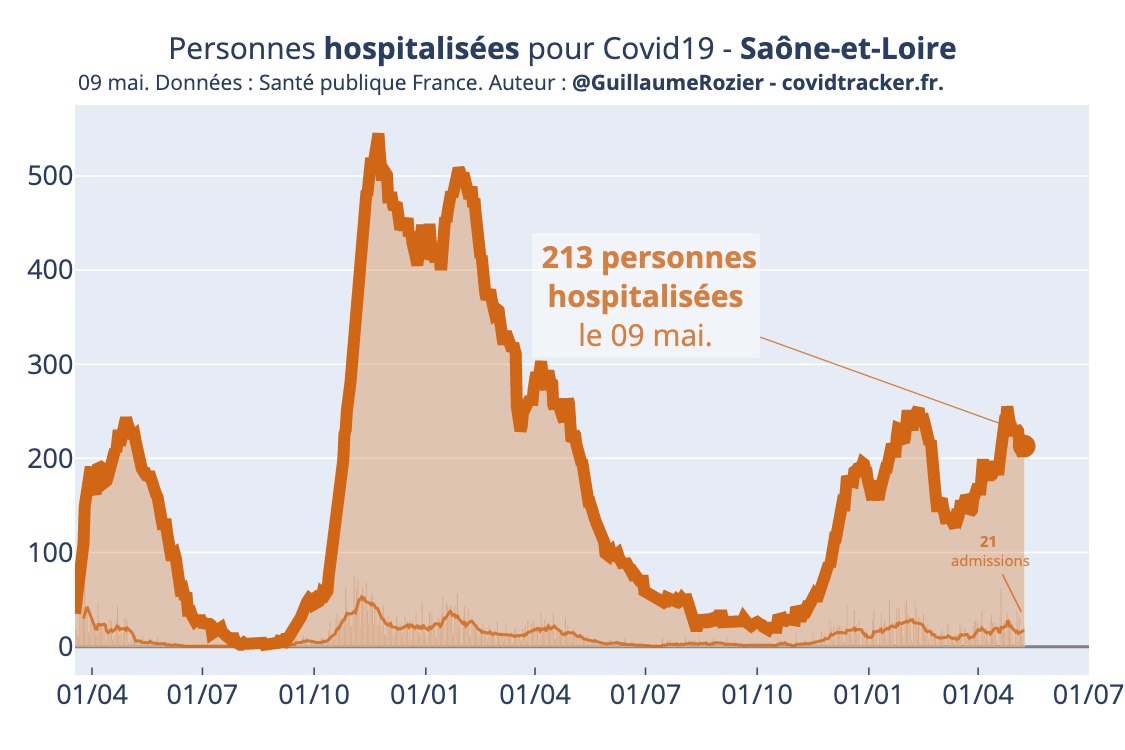 Personnes hospitalisées pour Covid19 - Saône-et-Loire
09 mai. Données : Santé publique France. Auteur : @GuillaumeRozier - covidtracker.fr.
500
400
300
200
100
0
213 personnes
hospitalisées
le 09 mai.
21
admissions
01/04 01/07 01/10 01/01 01/04 01/07 01/10 01/01 01/04 01/07